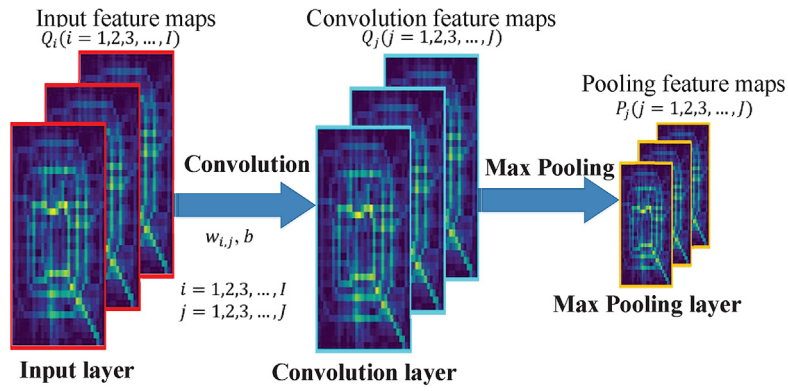 Input feature maps
Q_i(i = 1,2,3, …, I)
Convolution feature maps
Q_j(j = 1,2,3, …, J)
Pooling feature maps
P_j(j = 1,2,3, …, J)
Convolution
w_{i,j}, b
i = 1,2,3, …, I
j = 1,2,3, …, J
Max Pooling
Input layer
Convolution layer
Max Pooling layer